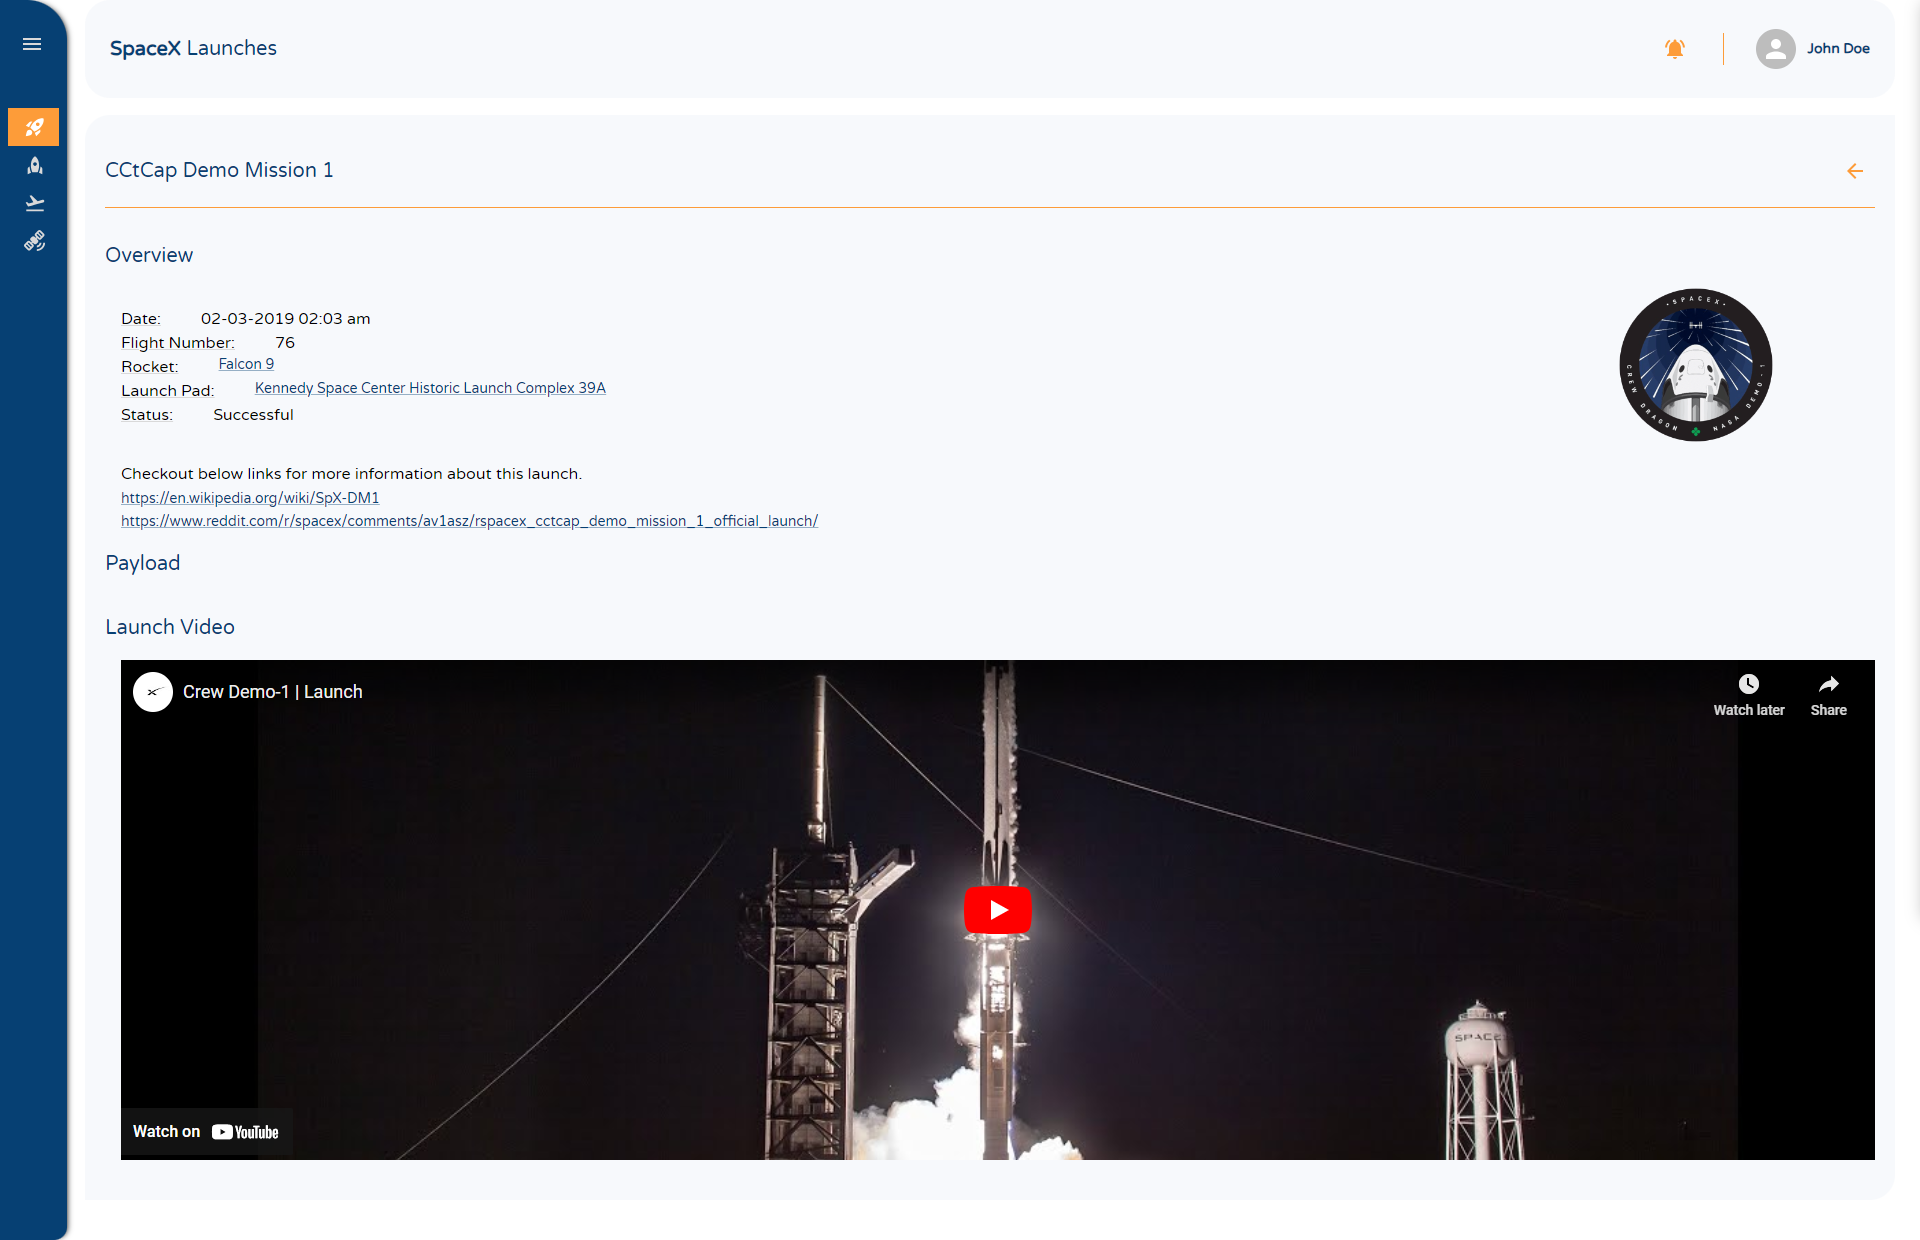 SpaceX Launches
John Doe
CCtCap Demo Mission 1
Overview
Date: 02-03-2019 02:03 am
Flight Number: 76
Rocket: Falcon 9
Launch Pad: Kennedy Space Center Historic Launch Complex 39A
Status: Successful
SPACEX
CREW DRAGON
NASA DEMO-1
Checkout below links for more information about this launch.
https://en.wikipedia.org/wiki/SpX-DM1
https://www.reddit.com/r/spacex/comments/av1asz/rspacex_cctcap_demo_mission_1_official_launch/
Payload
Launch Video
Crew Demo-1 | Launch
Watch later
Share
SPACE
Watch on YouTube